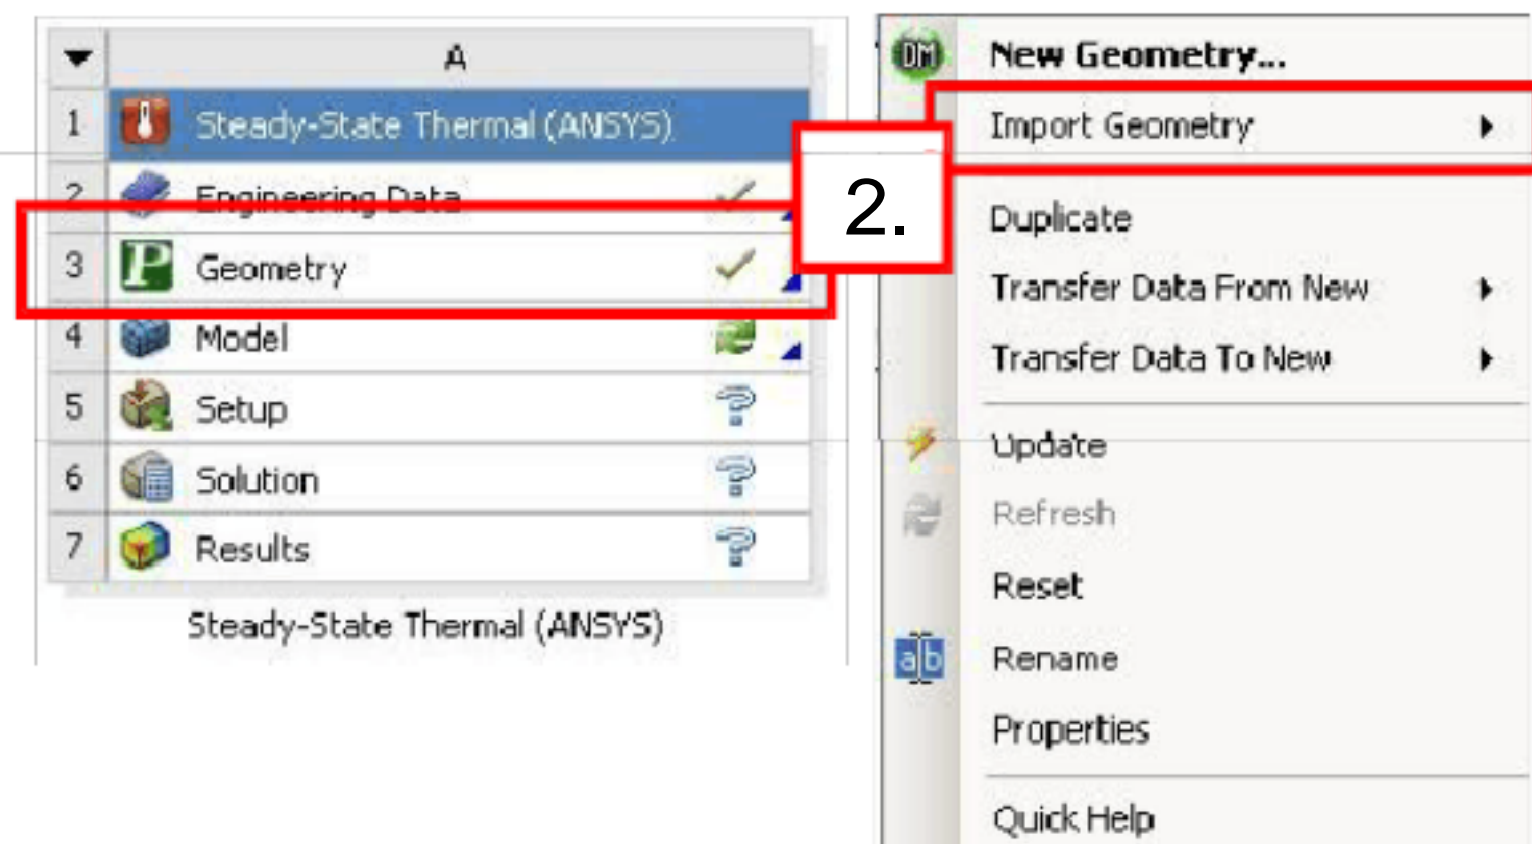 A
1 Steady-State Thermal (ANSYS)
2 Engineering Data
3 P Geometry
4 Model
5 Setup
6 Solution
7 Results
Steady-State Thermal (ANSYS)
2.
DM New Geometry...
Import Geometry
Duplicate
Transfer Data From New
Transfer Data To New
Update
Refresh
Reset
ab Rename
Properties
Quick Help